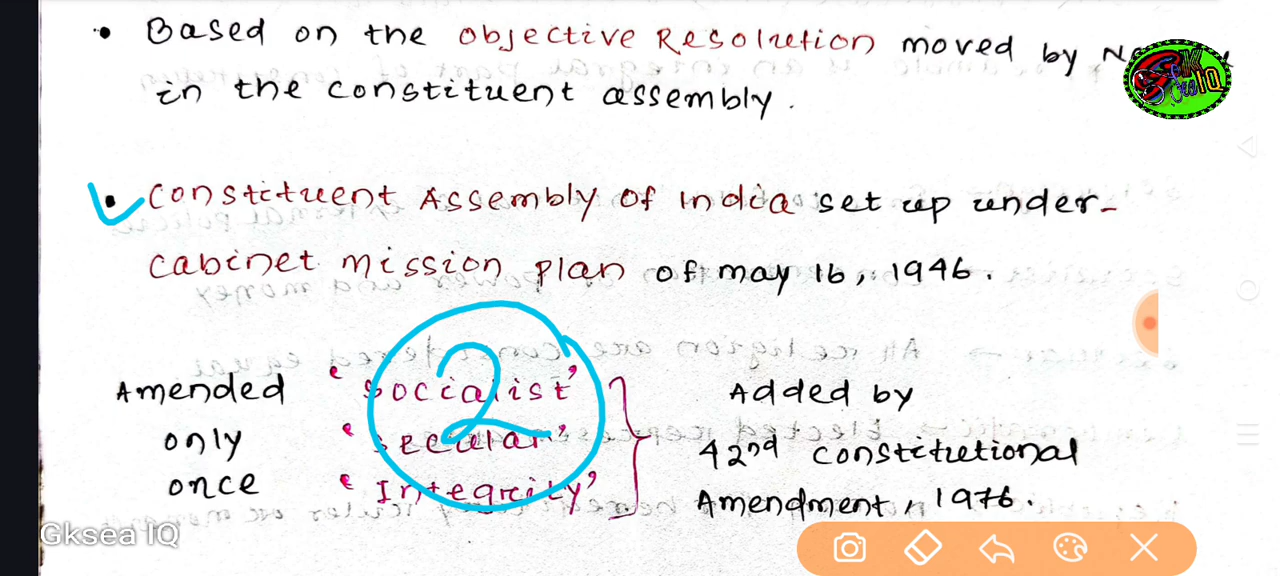 • Based on the objective Resolution moved by
in the constituent assembly.
• Constituent Assembly of India set up under-
cabinet mission plan of may 16, 1946.
2
Amended 'Socialist' Added by
only 'Secular' 42nd constitutional
once 'Integrity' Amendment, 1976.
Gksea IQ